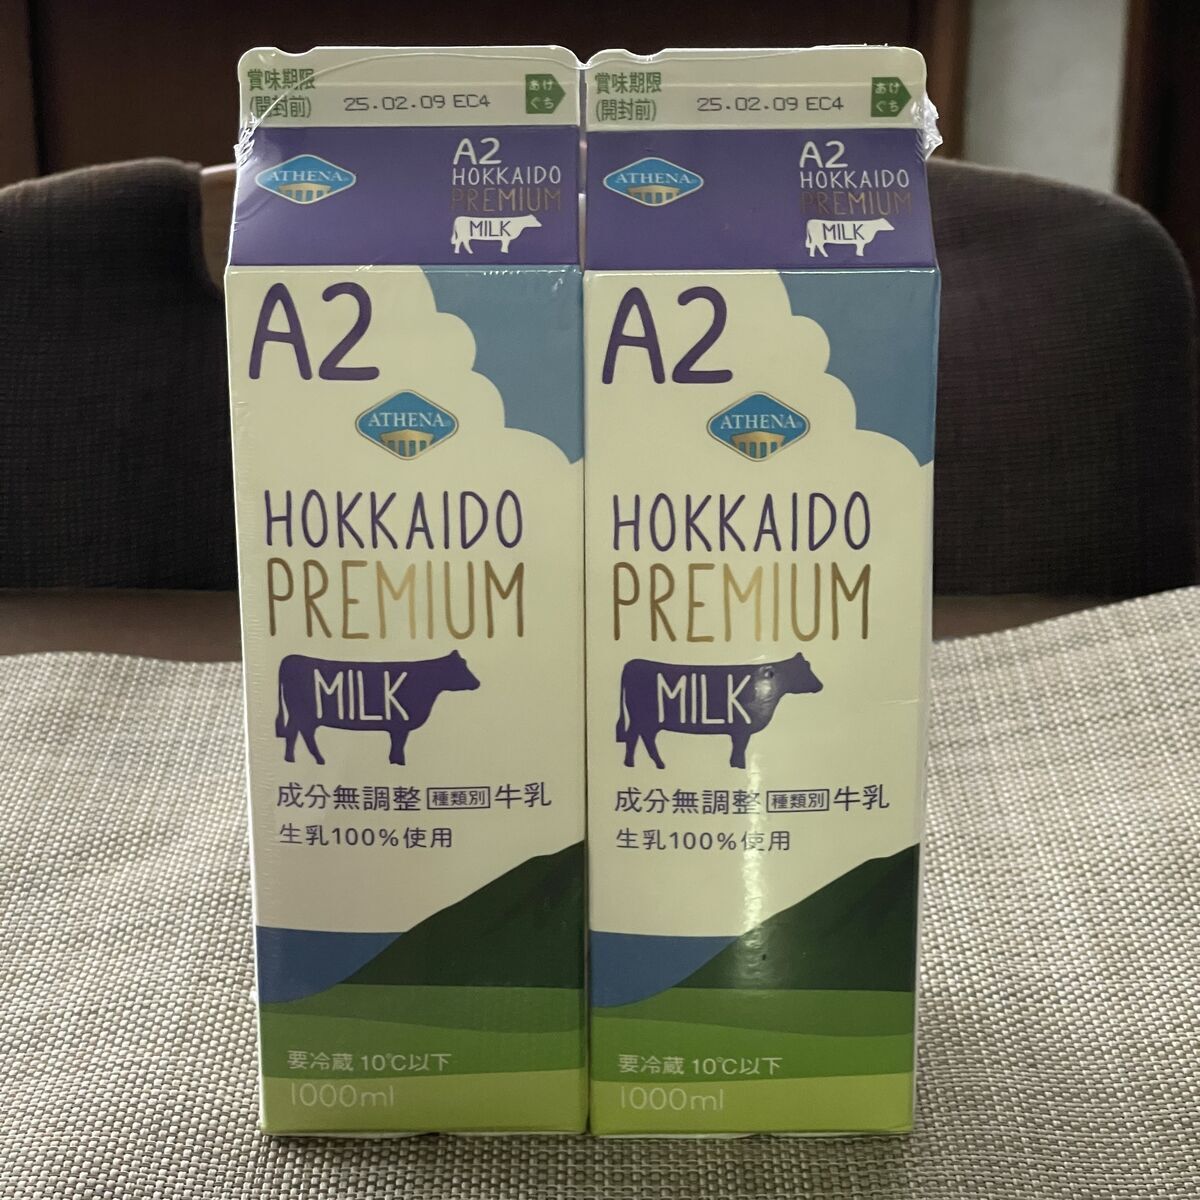 賞味期限
(開封前)
25.02.09 EC4
あけ
ぐち
ATHENA
A2
HOKKAIDO
PREMIUM
MILK
A2
ATHENA
HOKKAIDO
PREMIUM
MILK
成分無調整 種類別 牛乳
生乳100%使用
要冷蔵 10℃以下
1000ml
賞味期限
(開封前)
25.02.09 EC4
あけ
ぐち
ATHENA
A2
HOKKAIDO
PREMIUM
MILK
A2
ATHENA
HOKKAIDO
PREMIUM
MILK
成分無調整 種類別 牛乳
生乳100%使用
要冷蔵 10℃以下
1000ml